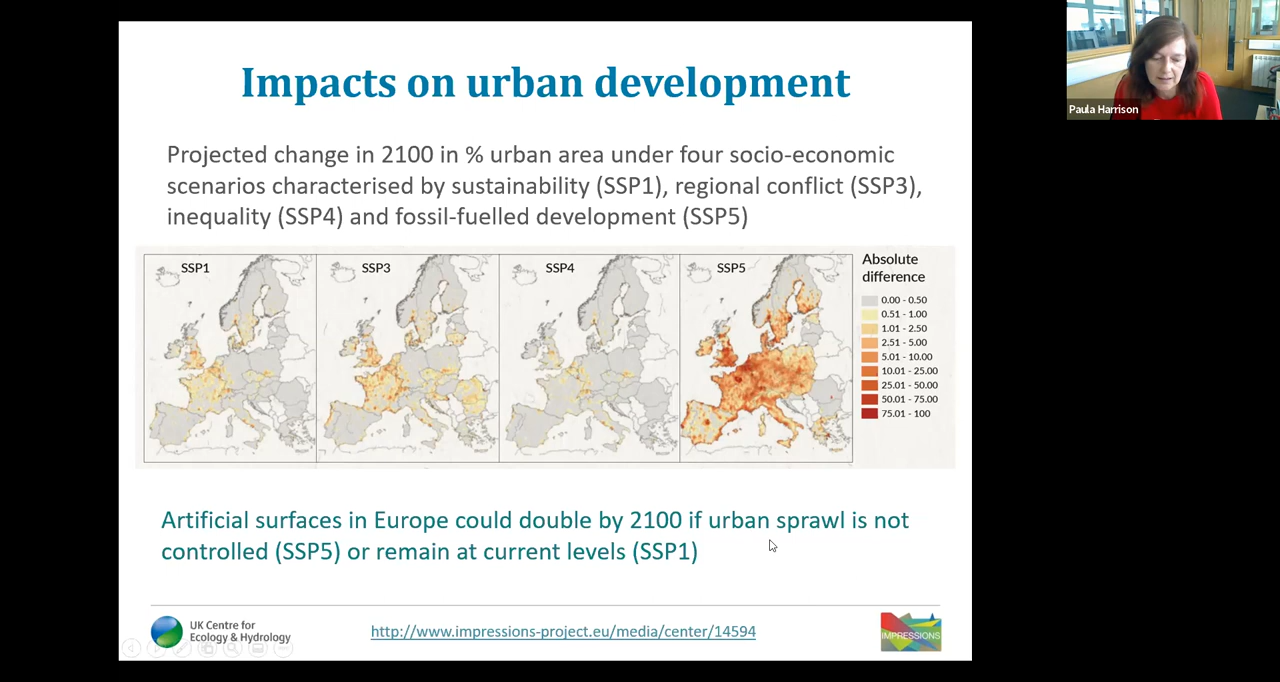 Impacts on urban development
Projected change in 2100 in % urban area under four socio-economic
scenarios characterised by sustainability (SSP1), regional conflict (SSP3),
inequality (SSP4) and fossil-fuelled development (SSP5)
SSP1
SSP3
SSP4
SSP5
Absolute
difference
0.00 - 0.50
0.51 - 1.00
1.01 - 2.50
2.51 - 5.00
5.01 - 10.00
10.01 - 25.00
25.01 - 50.00
50.01 - 75.00
75.01 - 100
Artificial surfaces in Europe could double by 2100 if urban sprawl is not
controlled (SSP5) or remain at current levels (SSP1)
UK Centre for
Ecology & Hydrology
http://www.impressions-project.eu/media/center/14594
IMPRESSIONS
Paula Harrison